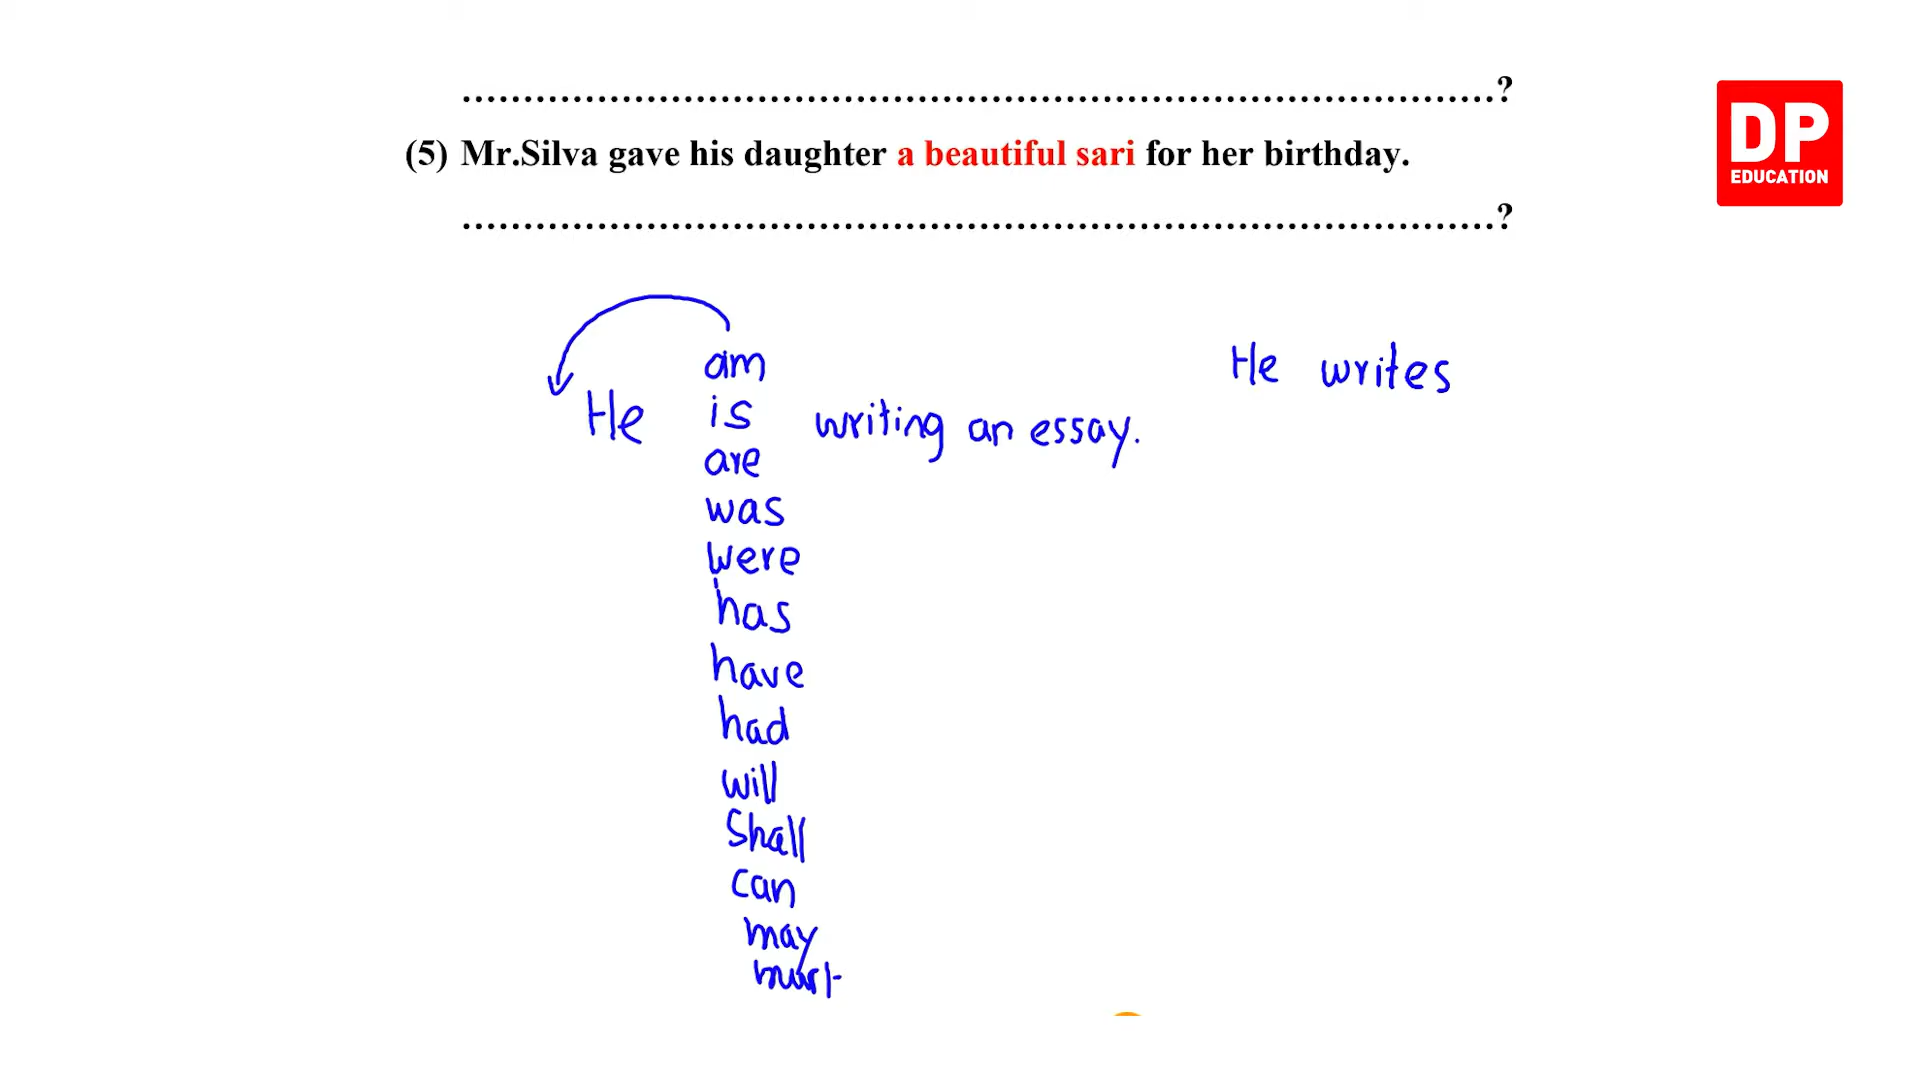 ……………………………………………………………………………?
(5) Mr.Silva gave his daughter a beautiful sari for her birthday.
……………………………………………………………………………?
DP
EDUCATION
am
He is writing an essay.
He writes
are
was
were
has
have
had
will
Shall
can
may
must